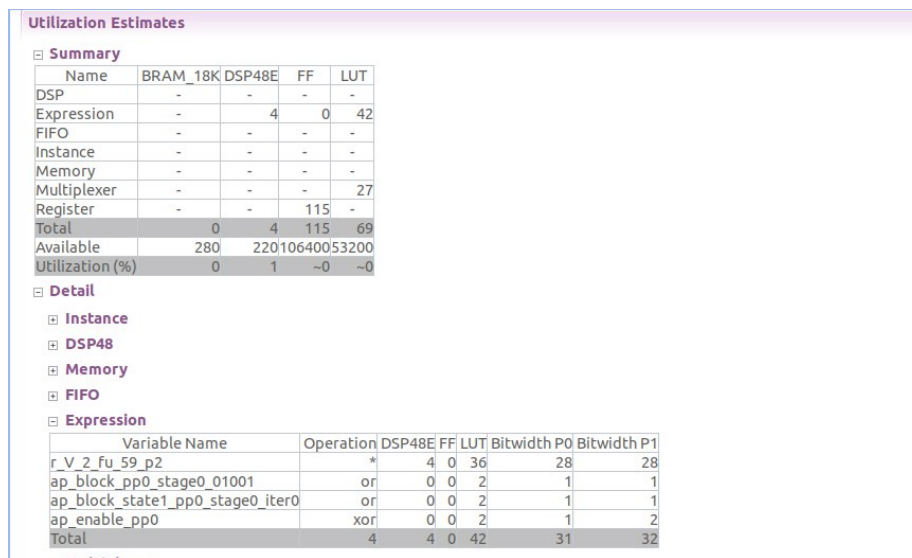 Utilization Estimates
Summary
Name BRAM_18K DSP48E FF LUT
DSP - - - -
Expression - 4 0 42
FIFO - - - -
Instance - - - -
Memory - - - -
Multiplexer - - - 27
Register - - 115 -
Total 0 4 115 69
Available 280 220 106400 53200
Utilization (%) 0 1 ~0 ~0
Detail
Instance
DSP48
Memory
FIFO
Expression
Variable Name Operation DSP48E FF LUT Bitwidth P0 Bitwidth P1
r_V_2_fu_59_p2 * 4 0 36 28 28
ap_block_pp0_stage0_01001 or 0 0 2 1 1
ap_block_state1_pp0_stage0_iter0 or 0 0 2 1 1
ap_enable_pp0 xor 0 0 2 1 2
Total 4 4 0 42 31 32